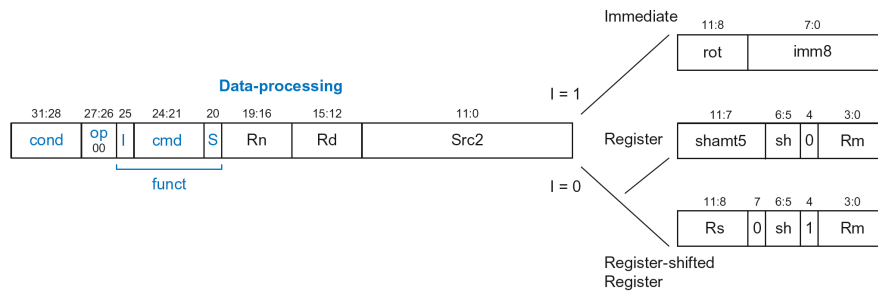 Immediate
11:8 7:0
rot imm8
Data-processing
I = 1
31:28 27:26 25 24:21 20 19:16 15:12 11:0
cond op 00 I cmd S Rn Rd Src2
funct
Register
11:7 6:5 4 3:0
shamt5 sh 0 Rm
I = 0
11:8 7 6:5 4 3:0
Rs 0 sh 1 Rm
Register-shifted
Register